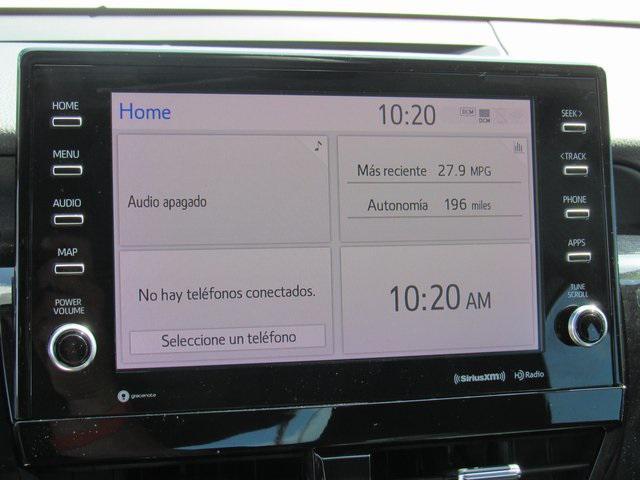 HOME
MENU
AUDIO
MAP
POWER
VOLUME
Home
10:20
DCM
DCM
Audio apagado
Más reciente 27.9 MPG
Autonomía 196 miles
No hay teléfonos conectados.
Seleccione un teléfono
10:20 AM
SEEK >
< TRACK
PHONE
APPS
TUNE
SCROLL
gracenote
((SiriusXM))
HD Radio